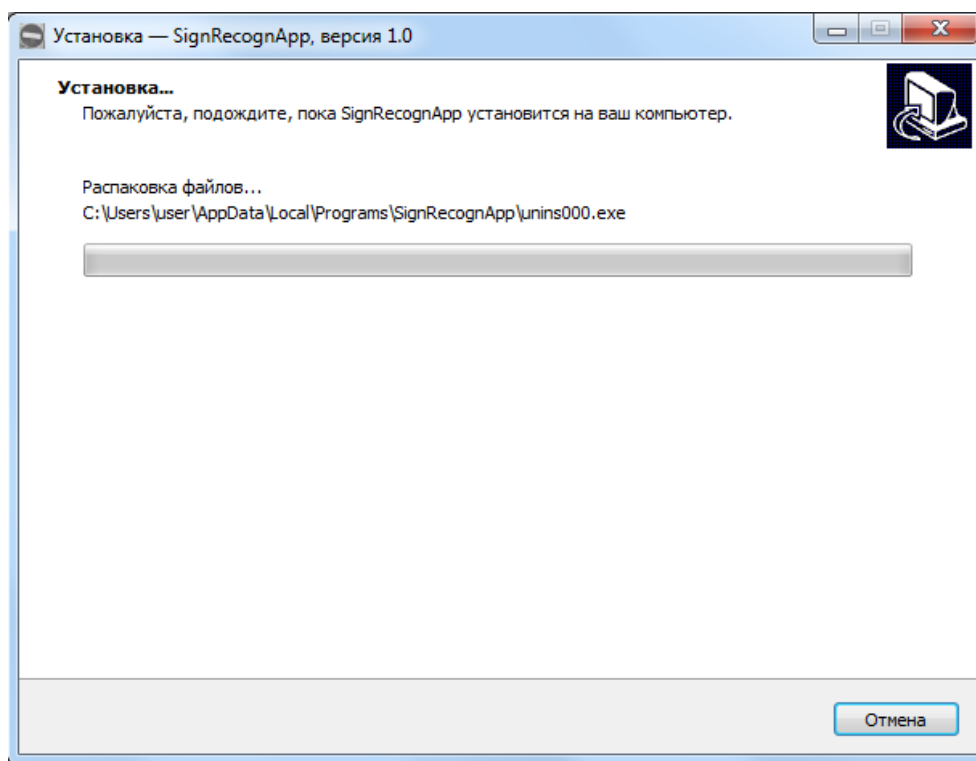 Установка — SignRecognApp, версия 1.0
Установка...
Пожалуйста, подождите, пока SignRecognApp установится на ваш компьютер.
Распаковка файлов...
C:\Users\user\AppData\Local\Programs\SignRecognApp\unins000.exe
Отмена